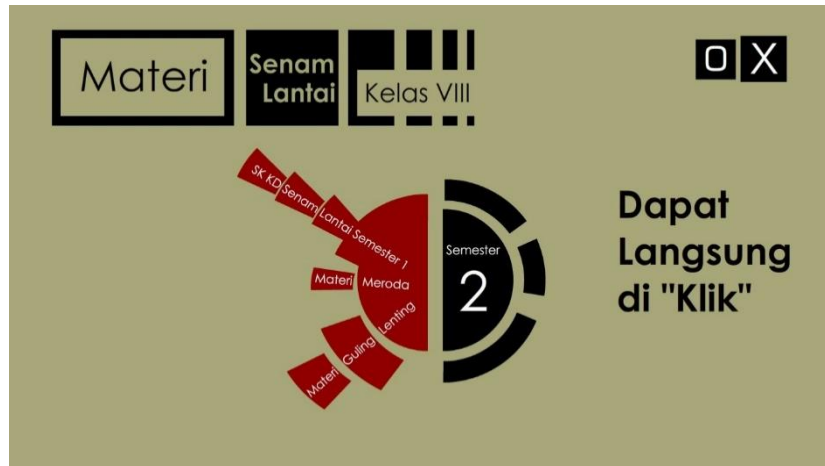 Materi
Senam
Lantai
Kelas VIII
O X
SK KD Senam Lantai Semester 1
Materi Meroda
Materi Guling Lenting
Semester
2
Dapat
Langsung
di "Klik"